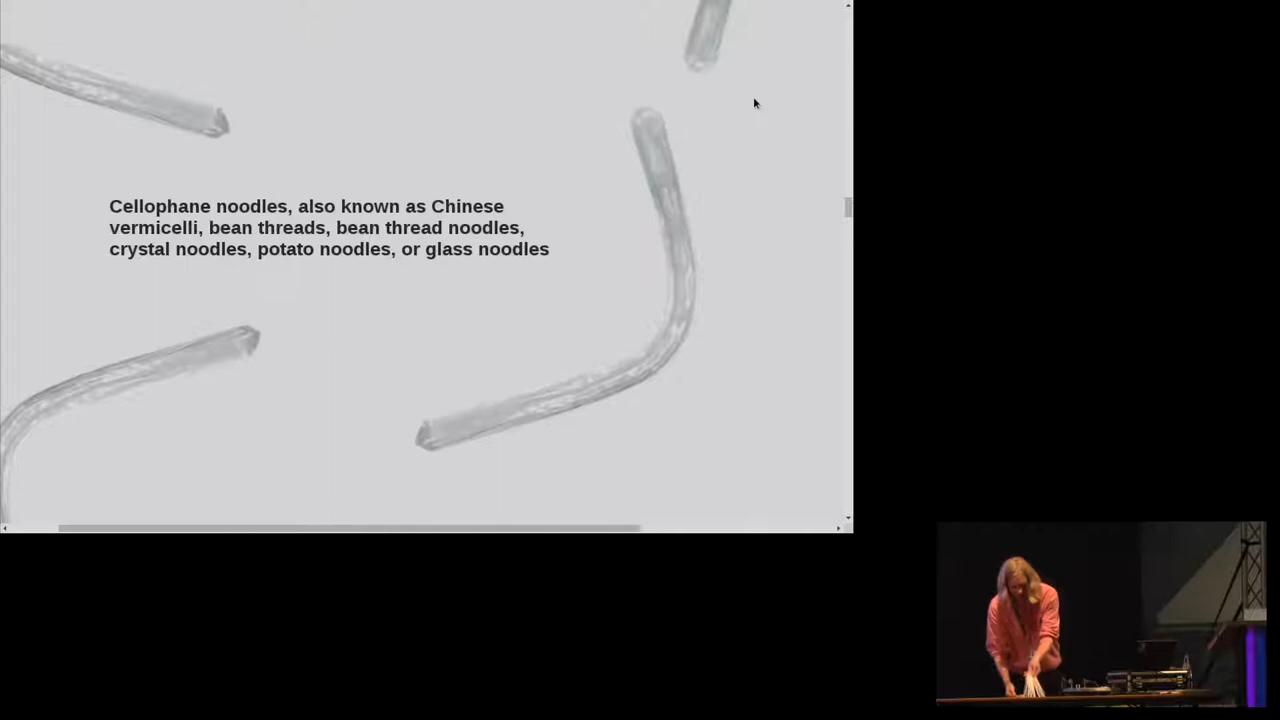 Cellophane noodles, also known as Chinese
vermicelli, bean threads, bean thread noodles,
crystal noodles, potato noodles, or glass noodles